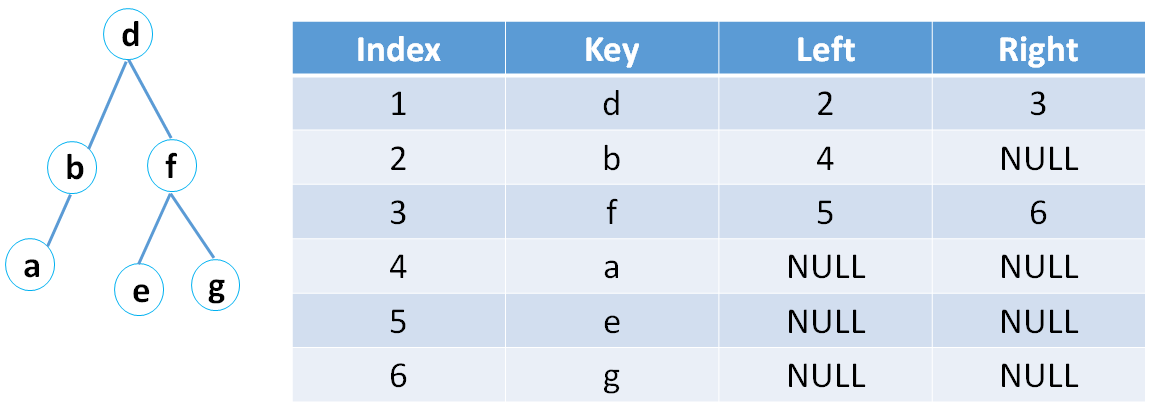 d
b
f
a
e
g
Index Key Left Right
1 d 2 3
2 b 4 NULL
3 f 5 6
4 a NULL NULL
5 e NULL NULL
6 g NULL NULL